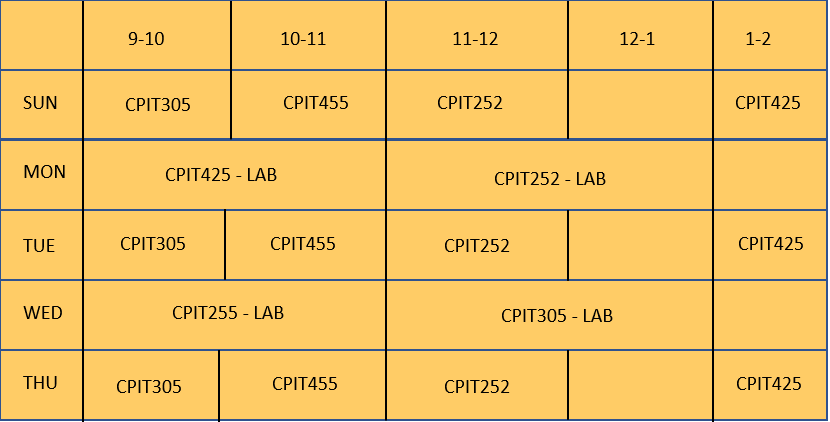 9-10 10-11 11-12 12-1 1-2
SUN CPIT305 CPIT455 CPIT252 CPIT425
MON CPIT425 - LAB CPIT252 - LAB
TUE CPIT305 CPIT455 CPIT252 CPIT425
WED CPIT255 - LAB CPIT305 - LAB
THU CPIT305 CPIT455 CPIT252 CPIT425